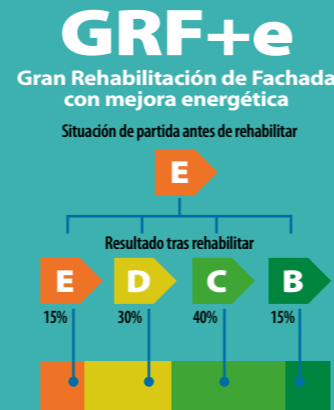 GRF+e
Gran Rehabilitación de Fachada
con mejora energética
Situación de partida antes de rehabilitar
E
Resultado tras rehabilitar
E D C B
15% 30% 40% 15%